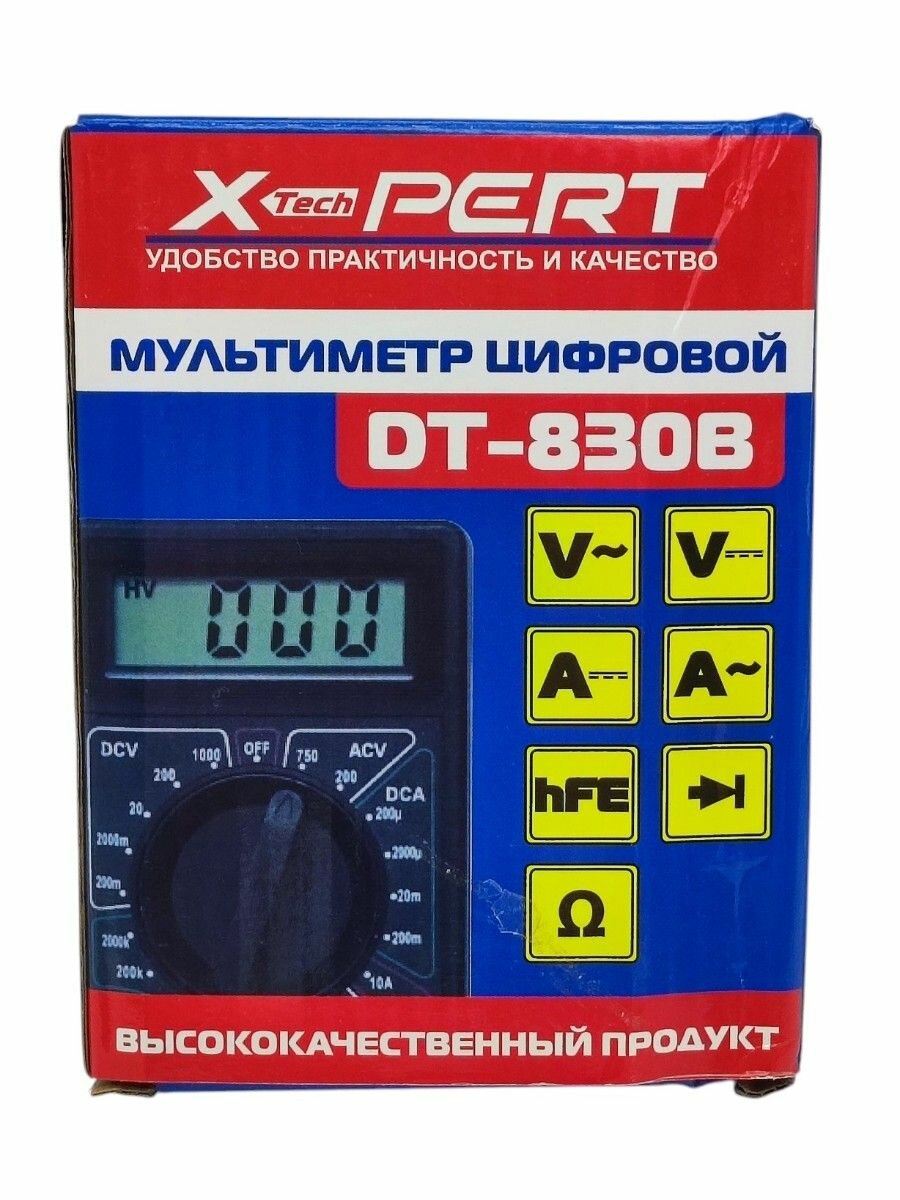 X Tech PERT
УДОБСТВО ПРАКТИЧНОСТЬ И КАЧЕСТВО
МУЛЬТИМЕТР ЦИФРОВОЙ
DT-830B
V~ V⎓
A⎓ A~
hFE
Ω
HV 000
DCV 1000 OFF 750 ACV
200 200
DCA
20 200µ
2000m 2000µ
200m 20m
2000k 200m
200k 10A
ВЫСОКОКАЧЕСТВЕННЫЙ ПРОДУКТ